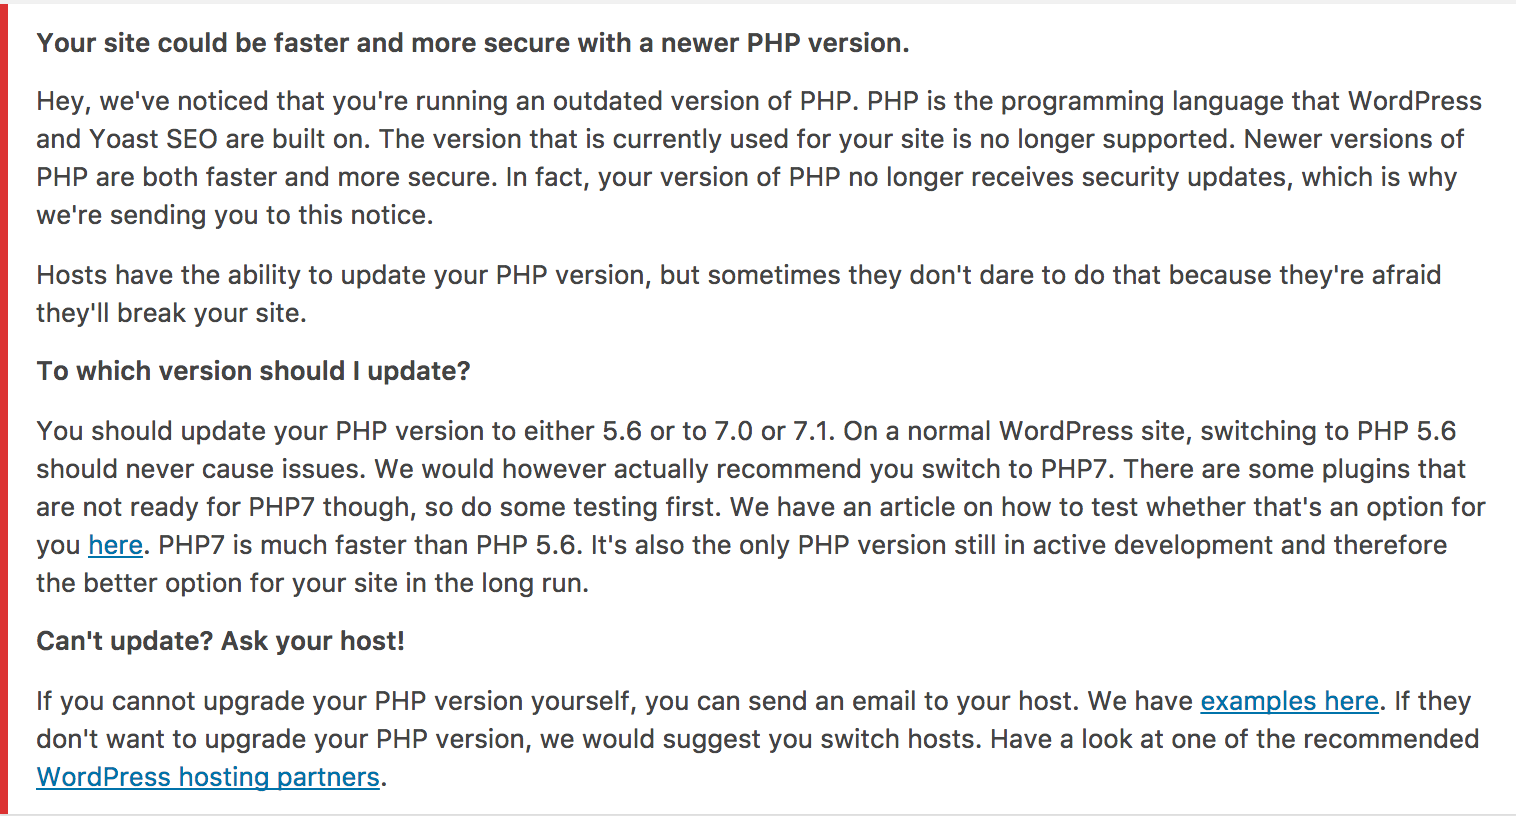 Your site could be faster and more secure with a newer PHP version.
Hey, we've noticed that you're running an outdated version of PHP. PHP is the programming language that WordPress
and Yoast SEO are built on. The version that is currently used for your site is no longer supported. Newer versions of
PHP are both faster and more secure. In fact, your version of PHP no longer receives security updates, which is why
we're sending you to this notice.
Hosts have the ability to update your PHP version, but sometimes they don't dare to do that because they're afraid
they'll break your site.
To which version should I update?
You should update your PHP version to either 5.6 or to 7.0 or 7.1. On a normal WordPress site, switching to PHP 5.6
should never cause issues. We would however actually recommend you switch to PHP7. There are some plugins that
are not ready for PHP7 though, so do some testing first. We have an article on how to test whether that's an option for
you here. PHP7 is much faster than PHP 5.6. It's also the only PHP version still in active development and therefore
the better option for your site in the long run.
Can't update? Ask your host!
If you cannot upgrade your PHP version yourself, you can send an email to your host. We have examples here. If they
don't want to upgrade your PHP version, we would suggest you switch hosts. Have a look at one of the recommended
WordPress hosting partners.